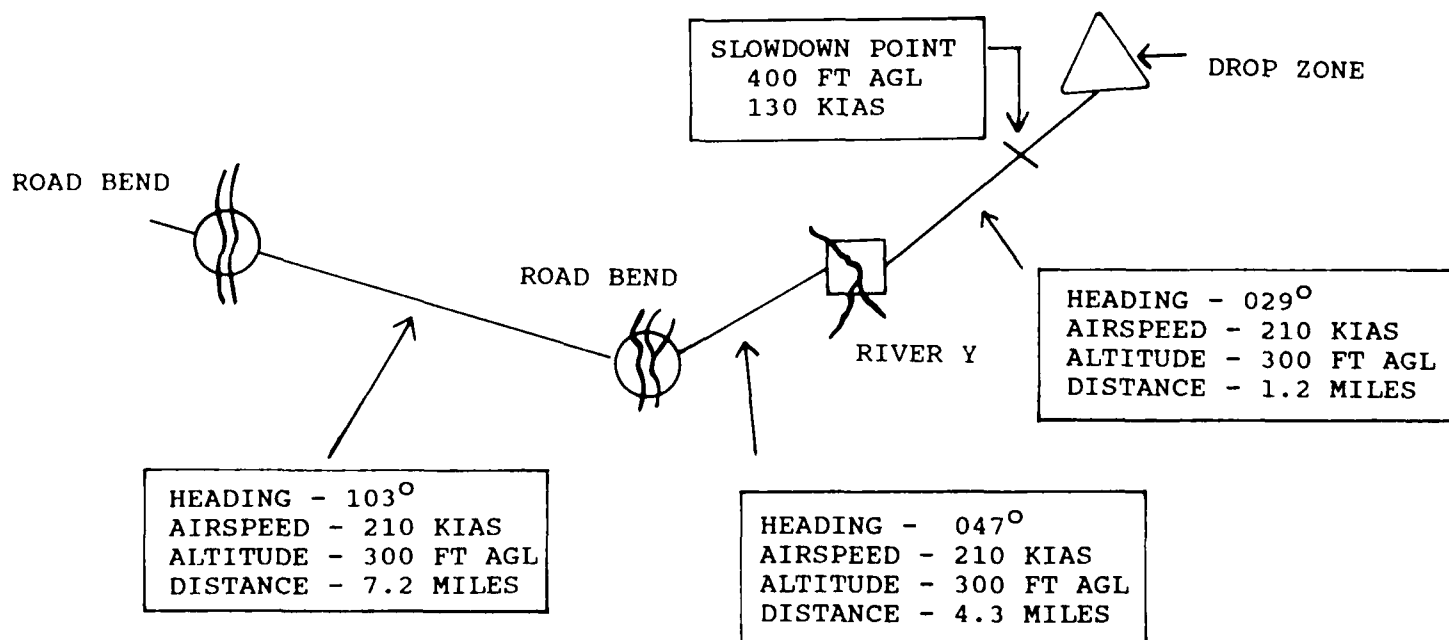 SLOWDOWN POINT
400 FT AGL
130 KIAS
DROP ZONE
ROAD BEND
ROAD BEND
RIVER Y
HEADING - 029°
AIRSPEED - 210 KIAS
ALTITUDE - 300 FT AGL
DISTANCE - 1.2 MILES
HEADING - 103°
AIRSPEED - 210 KIAS
ALTITUDE - 300 FT AGL
DISTANCE - 7.2 MILES
HEADING - 047°
AIRSPEED - 210 KIAS
ALTITUDE - 300 FT AGL
DISTANCE - 4.3 MILES